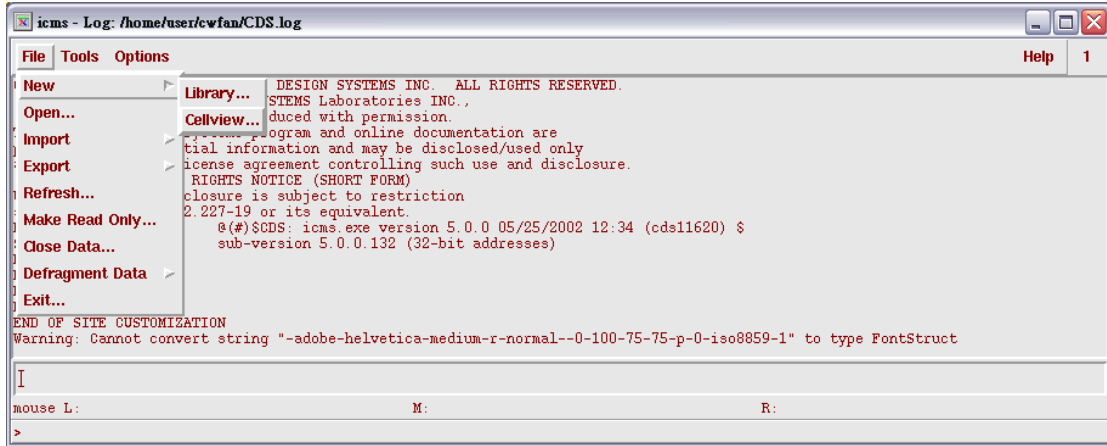 icms - Log: /home/user/cwfan/CDS.log
File Tools Options Help 1
New
Open...
Import
Export
Refresh...
Make Read Only...
Close Data...
Defragment Data
Exit...
Library...
Cellview...
DESIGN SYSTEMS INC. ALL RIGHTS RESERVED.
STEMS Laboratories INC.,
duced with permission.
program and online documentation are
tial information and may be disclosed/used only
icense agreement controlling such use and disclosure.
RIGHTS NOTICE (SHORT FORM)
closure is subject to restriction
2.227-19 or its equivalent.
@(#)$CDS: icms.exe version 5.0.0 05/25/2002 12:34 (cds11620) $
sub-version 5.0.0.132 (32-bit addresses)
END OF SITE CUSTOMIZATION
Warning: Cannot convert string "-adobe-helvetica-medium-r-normal--0-100-75-75-p-0-iso8859-1" to type FontStruct
mouse L: M: R:
>